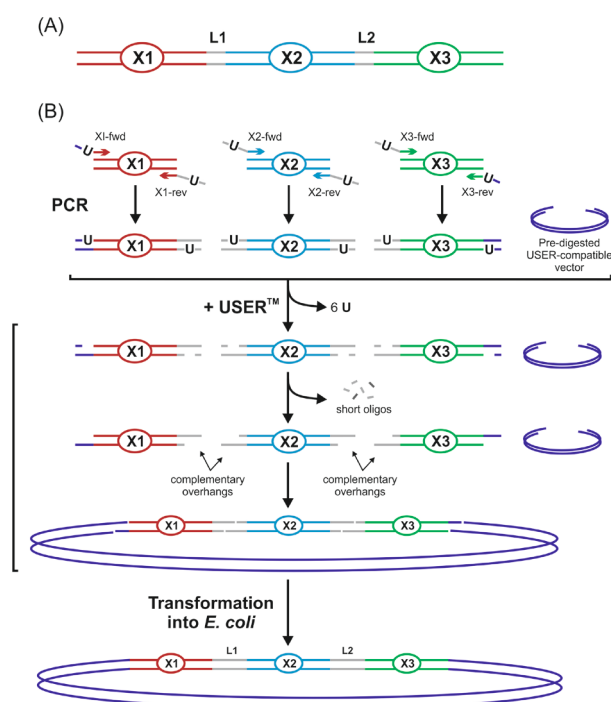 (A)
L1 L2
X1 X2 X3
(B)
XI-fwd X2-fwd X3-fwd
U U U
X1 X2 X3
U U U
X1-rev X2-rev X3-rev
PCR
U U U
X1 X2 X3
U U U
Pre-digested
USER-compatible
vector
+ USER™ 6 U
X1 X2 X3
short oligos
X1 X2 X3
complementary
overhangs
complementary
overhangs
X1 X2 X3
Transformation
into E. coli
L1 L2
X1 X2 X3